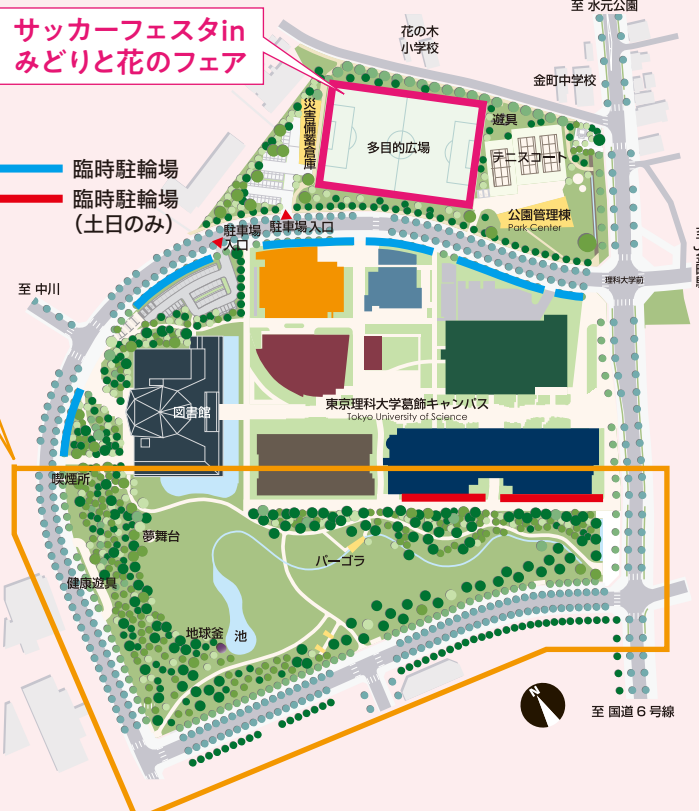 至 水元公園
サッカーフェスタin
みどりと花のフェア
花の木
小学校
金町中学校
災害備蓄倉庫
遊具
多目的広場
テニスコート
臨時駐輪場
臨時駐輪場
（土日のみ）
公園管理棟
Park Center
駐車場
入口
駐車場入口
理科大学前
至 中川
東京理科大学葛飾キャンパス
Tokyo University of Science
図書館
喫煙所
夢舞台
パーゴラ
健康遊具
地球釜
池
N
至 国道6号線